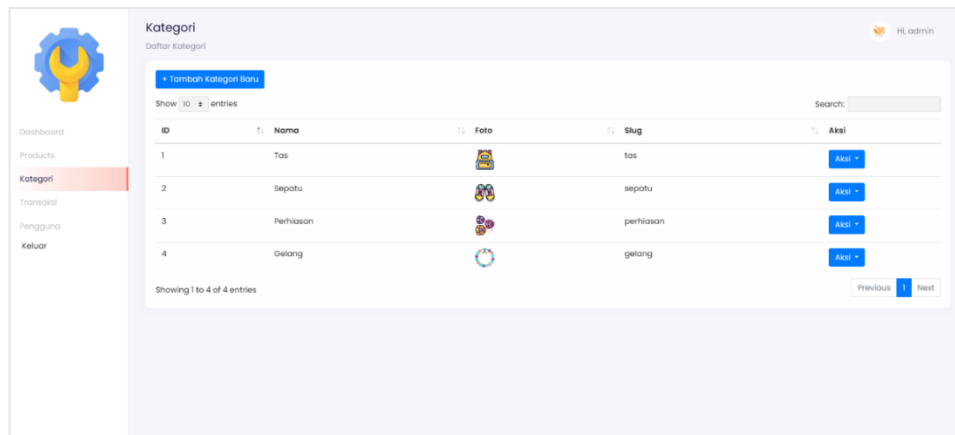 Kategori
Daftar Kategori
Hi, admin
+ Tambah Kategori Baru
Show 10 entries
Search:
Dashboard
Products
Kategori
Transaksi
Pengguna
Keluar
ID Nama Foto Slug Aksi
1 Tas tas Aksi
2 Sepatu sepatu Aksi
3 Perhiasan perhiasan Aksi
4 Gelang gelang Aksi
Showing 1 to 4 of 4 entries
Previous 1 Next